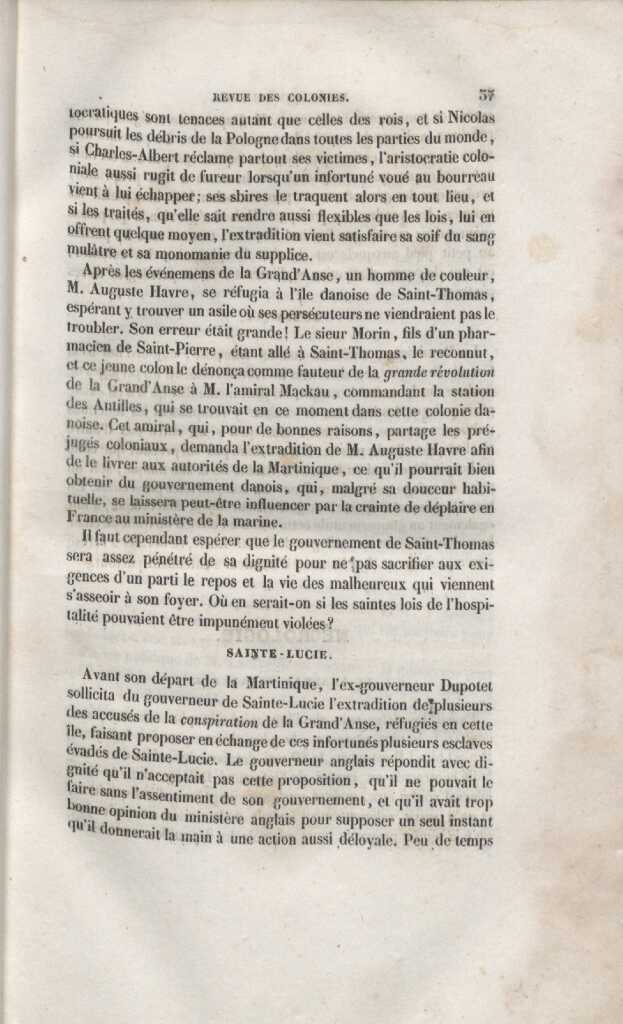 REVUE DES COLONIES. 37
tocratiques sont tenaces autant que celles des rois, et si Nicolas
poursuit les débris de la Pologne dans toutes les parties du monde,
si Charles-Albert réclame partout ses victimes, l'aristocratie colo-
niale aussi rugit de fureur lorsqu'un infortuné voué au bourreau
vient à lui échapper; ses sbires le traquent alors en tout lieu, et
si les traités, qu'elle sait rendre aussi flexibles que les lois, lui en
offrent quelque moyen, l'extradition vient satisfaire sa soif du sang
mulâtre et sa monomanie du supplice.
Après les événemens de la Grand'Anse, un homme de couleur,
M. Auguste Havre, se réfugia à l'île danoise de Saint-Thomas,
espérant y trouver un asile où ses persécuteurs ne viendraient pas le
troubler. Son erreur était grande! Le sieur Morin, fils d'un phar-
macien de Saint-Pierre, étant allé à Saint-Thomas, le reconnut,
et ce jeune colon le dénonça comme fauteur de la grande révolution
de la Grand'Anse à M. l'amiral Mackau, commandant la station
des Antilles, qui se trouvait en ce moment dans cette colonie da-
noise. Cet amiral, qui, pour de bonnes raisons, partage les pré-
jugés coloniaux, demanda l'extradition de M. Auguste Havre afin
de le livrer aux autorités de la Martinique, ce qu'il pourrait bien
obtenir du gouvernement danois, qui, malgré sa douceur habi-
tuelle, se laissera peut-être influencer par la crainte de déplaire en
France au ministère de la marine.
Il faut cependant espérer que le gouvernement de Saint-Thomas
sera assez pénétré de sa dignité pour ne pas sacrifier aux exi-
gences d'un parti le repos et la vie des malheureux qui viennent
s'asseoir à son foyer. Où en serait-on si les saintes lois de l'hospi-
talité pouvaient être impunément violées?
SAINTE-LUCIE.
Avant son départ de la Martinique, l'ex-gouverneur Dupotet
sollicita du gouverneur de Sainte-Lucie l'extradition de plusieurs
des accusés de la conspiration de la Grand'Anse, réfugiés en cette
île, faisant proposer en échange de ces infortunés plusieurs esclaves
évadés de Sainte-Lucie. Le gouverneur anglais répondit avec di-
gnité qu'il n'acceptait pas cette proposition, qu'il ne pouvait le
faire sans l'assentiment de son gouvernement, et qu'il avait trop
bonne opinion du ministère anglais pour supposer un seul instant
qu'il donnerait la main à une action aussi déloyale. Peu de temps